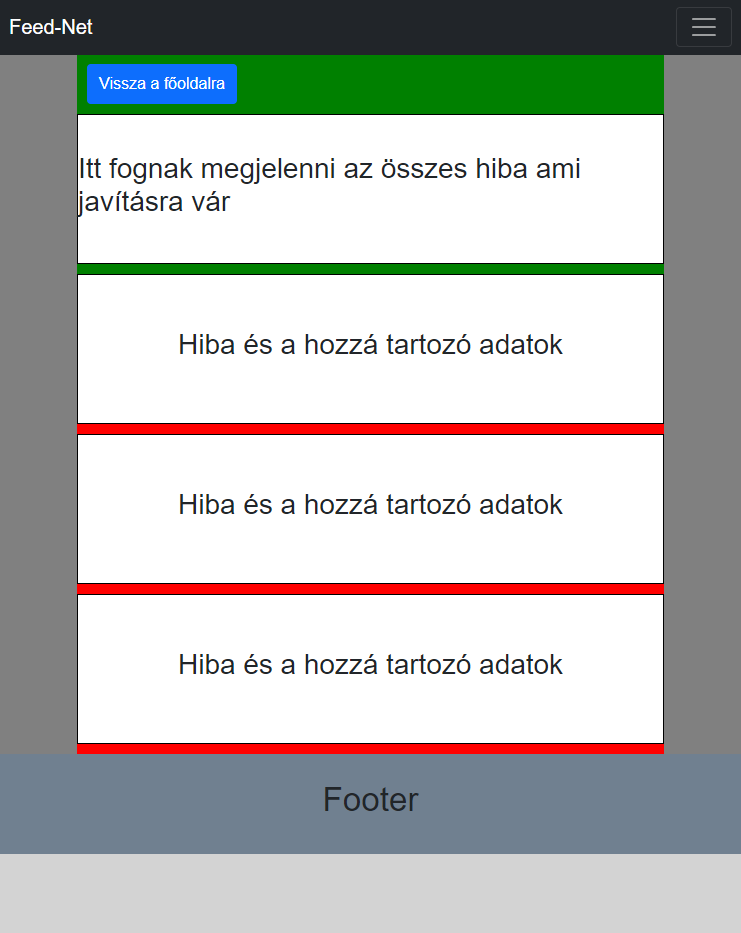 Feed-Net
Vissza a főoldalra
Itt fognak megjelenni az összes hiba ami
javításra vár
Hiba és a hozzá tartozó adatok
Hiba és a hozzá tartozó adatok
Hiba és a hozzá tartozó adatok
Footer